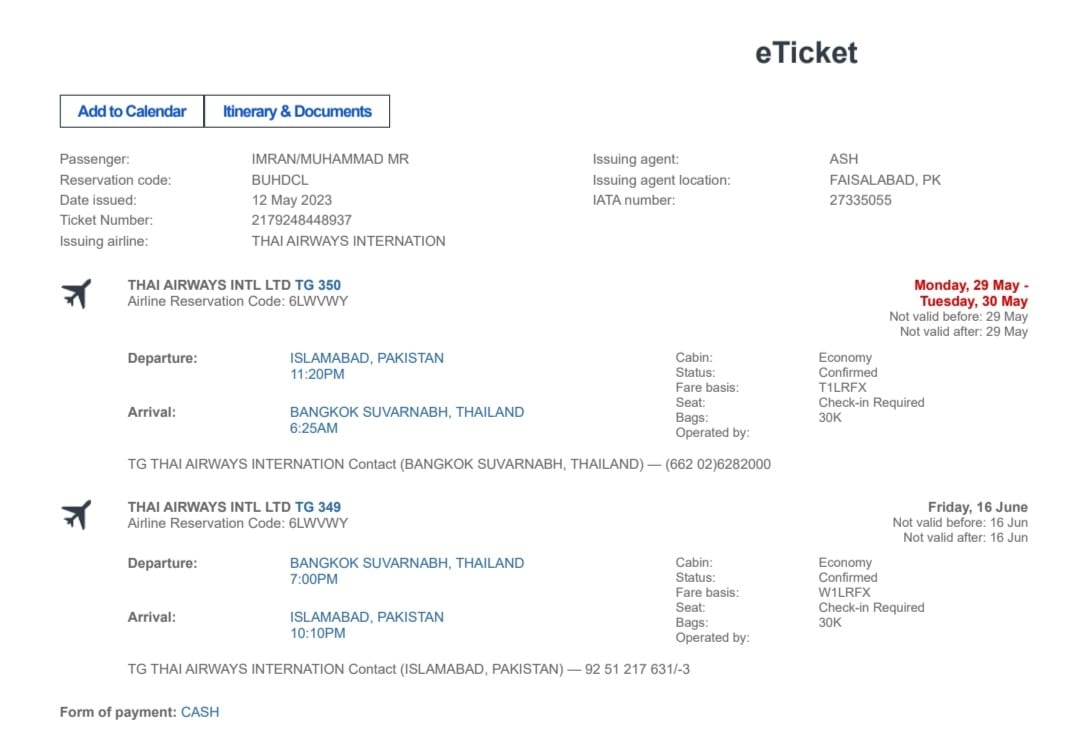 eTicket
Add to Calendar Itinerary & Documents
Passenger: IMRAN/MUHAMMAD MR Issuing agent: ASH
Reservation code: BUHDCL Issuing agent location: FAISALABAD, PK
Date issued: 12 May 2023 IATA number: 27335055
Ticket Number: 2179248448937
Issuing airline: THAI AIRWAYS INTERNATION
THAI AIRWAYS INTL LTD TG 350 Monday, 29 May -
Airline Reservation Code: 6LWVWY Tuesday, 30 May
Not valid before: 29 May
Not valid after: 29 May
Departure: ISLAMABAD, PAKISTAN Cabin: Economy
11:20PM Status: Confirmed
Fare basis: T1LRFX
Seat: Check-in Required
Arrival: BANGKOK SUVARNABH, THAILAND Bags: 30K
6:25AM Operated by:
TG THAI AIRWAYS INTERNATION Contact (BANGKOK SUVARNABH, THAILAND) — (662 02)6282000
THAI AIRWAYS INTL LTD TG 349 Friday, 16 June
Airline Reservation Code: 6LWVWY Not valid before: 16 Jun
Not valid after: 16 Jun
Departure: BANGKOK SUVARNABH, THAILAND Cabin: Economy
7:00PM Status: Confirmed
Fare basis: W1LRFX
Seat: Check-in Required
Arrival: ISLAMABAD, PAKISTAN Bags: 30K
10:10PM Operated by:
TG THAI AIRWAYS INTERNATION Contact (ISLAMABAD, PAKISTAN) — 92 51 217 631/-3
Form of payment: CASH